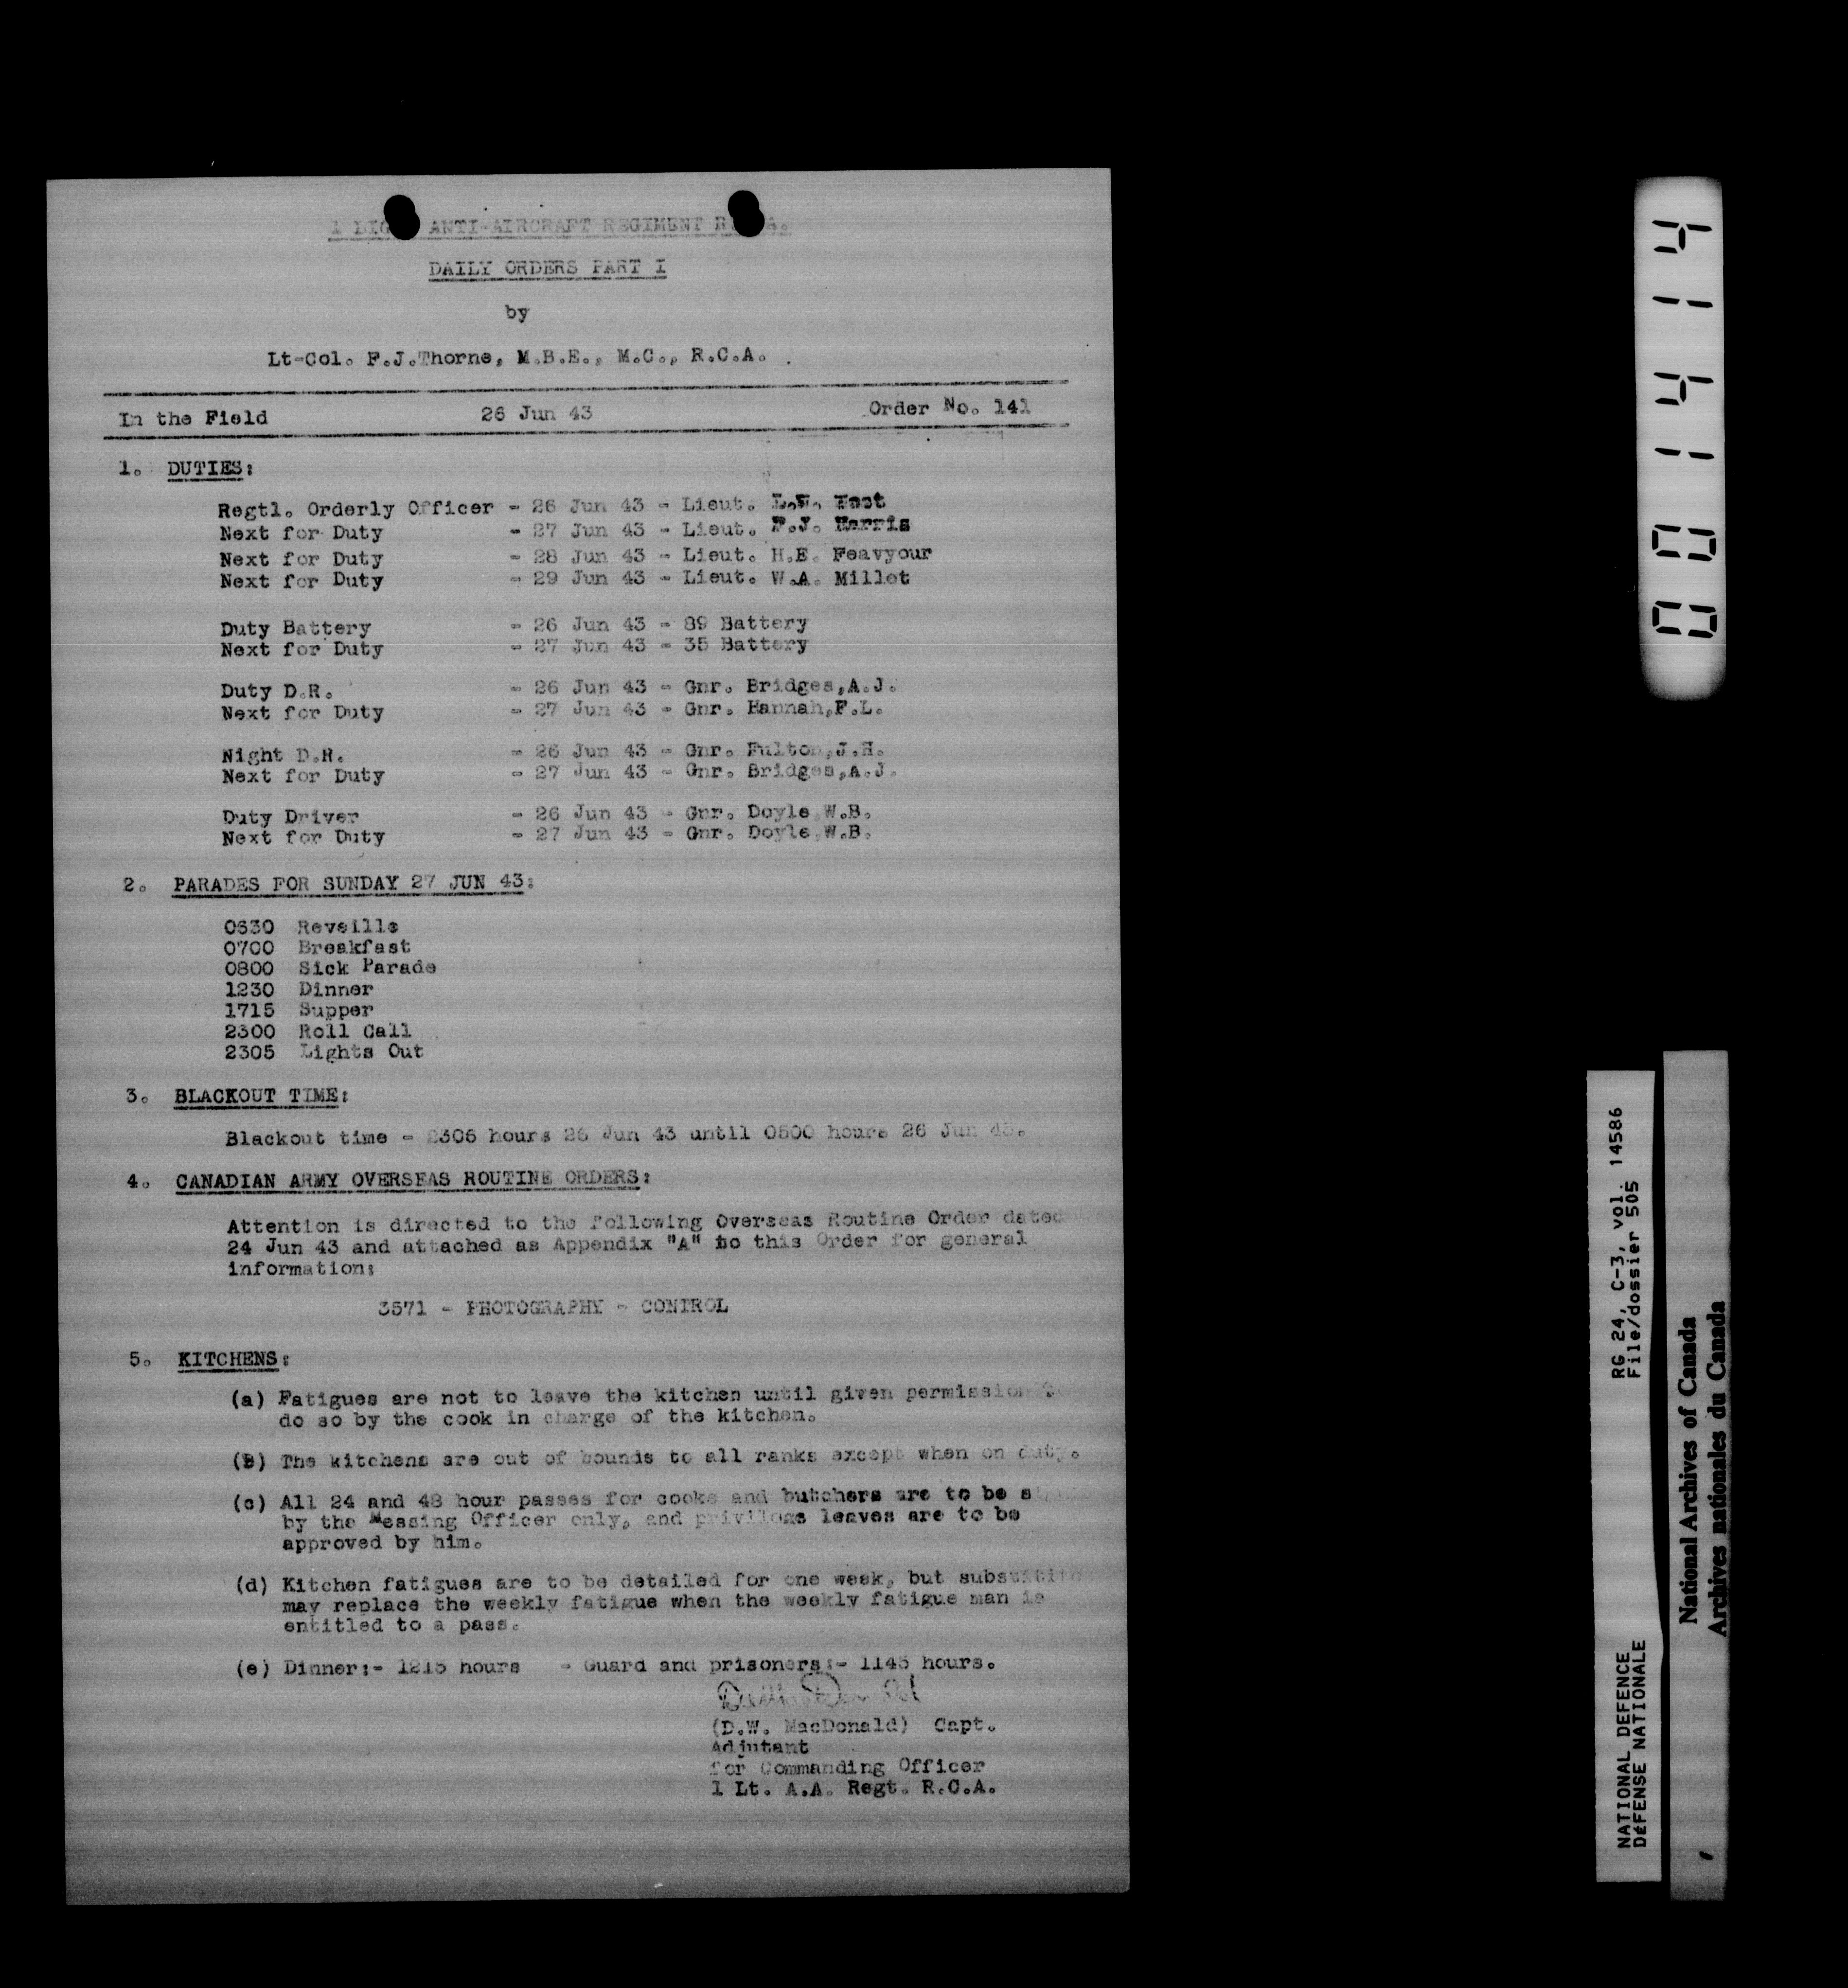 1 LIG ANTI-AIRCRAFT REGIMENT R. A.
DAILY ORDERS PART I
by
Lt-Col. F.J.Thorne, M.B.E., M.C., R.C.A.
In the Field 26 Jun 43 Order No. 141
1. DUTIES:
Regtl. Orderly Officer - 26 Jun 43 - Lieut.
Next for Duty - 27 Jun 43 - Lieut. F.J. Harris
Next for Duty - 28 Jun 43 - Lieut. H.E. Feavyour
Next for Duty - 29 Jun 43 - Lieut. W.A. Millet
Duty Battery - 26 Jun 43 - 89 Battery
Next for Duty - 27 Jun 43 - 35 Battery
Duty D.R. - 26 Jun 43 - Gnr. Bridges,A.J.
Next for Duty - 27 Jun 43 - Gnr. Hannah,F.L.
Night D.R. - 26 Jun 43 - Gnr. Fulton,J.H.
Next for Duty - 27 Jun 43 - Gnr. Bridges,A.J.
Duty Driver - 26 Jun 43 - Gnr. Doyle,W.B.
Next for Duty - 27 Jun 43 - Gnr. Doyle,W.B.
2. PARADES FOR SUNDAY 27 JUN 43:
0630 Reveille
0700 Breakfast
0800 Sick Parade
1230 Dinner
1715 Supper
2300 Roll Call
2305 Lights Out
3. BLACKOUT TIME:
Blackout time - 2306 hours 26 Jun 43 until 0500 hours 26 Jun 43.
4. CANADIAN ARMY OVERSEAS ROUTINE ORDERS:
Attention is directed to the following Overseas Routine Order dated
24 Jun 43 and attached as Appendix "A" to this Order for general
information:
3571 - PHOTOGRAPHY - CONTROL
5. KITCHENS:
(a) Fatigues are not to leave the kitchen until given permission to
do so by the cook in charge of the kitchen.
(B) The kitchens are out of bounds to all ranks except when on duty.
(c) All 24 and 48 hour passes for cooks and butchers are to be
by the Messing Officer only, and leaves are to be
approved by him.
(d) Kitchen fatigues are to be detailed for one week, but
may replace the weekly fatigue when the weekly fatigue man is
entitled to a pass.
(e) Dinner:- 1215 hours - Guard and prisoners:- 1145 hours.
(D.W. MacDonald) Capt.
Adjutant
for Commanding Officer
1 Lt. A.A. Regt. R.C.A.
RG 24, C-3, vol. 14586
File/dossier 505
NATIONAL DEFENCE
DÉFENSE NATIONALE
National Archives of Canada
Archives nationales du Canada